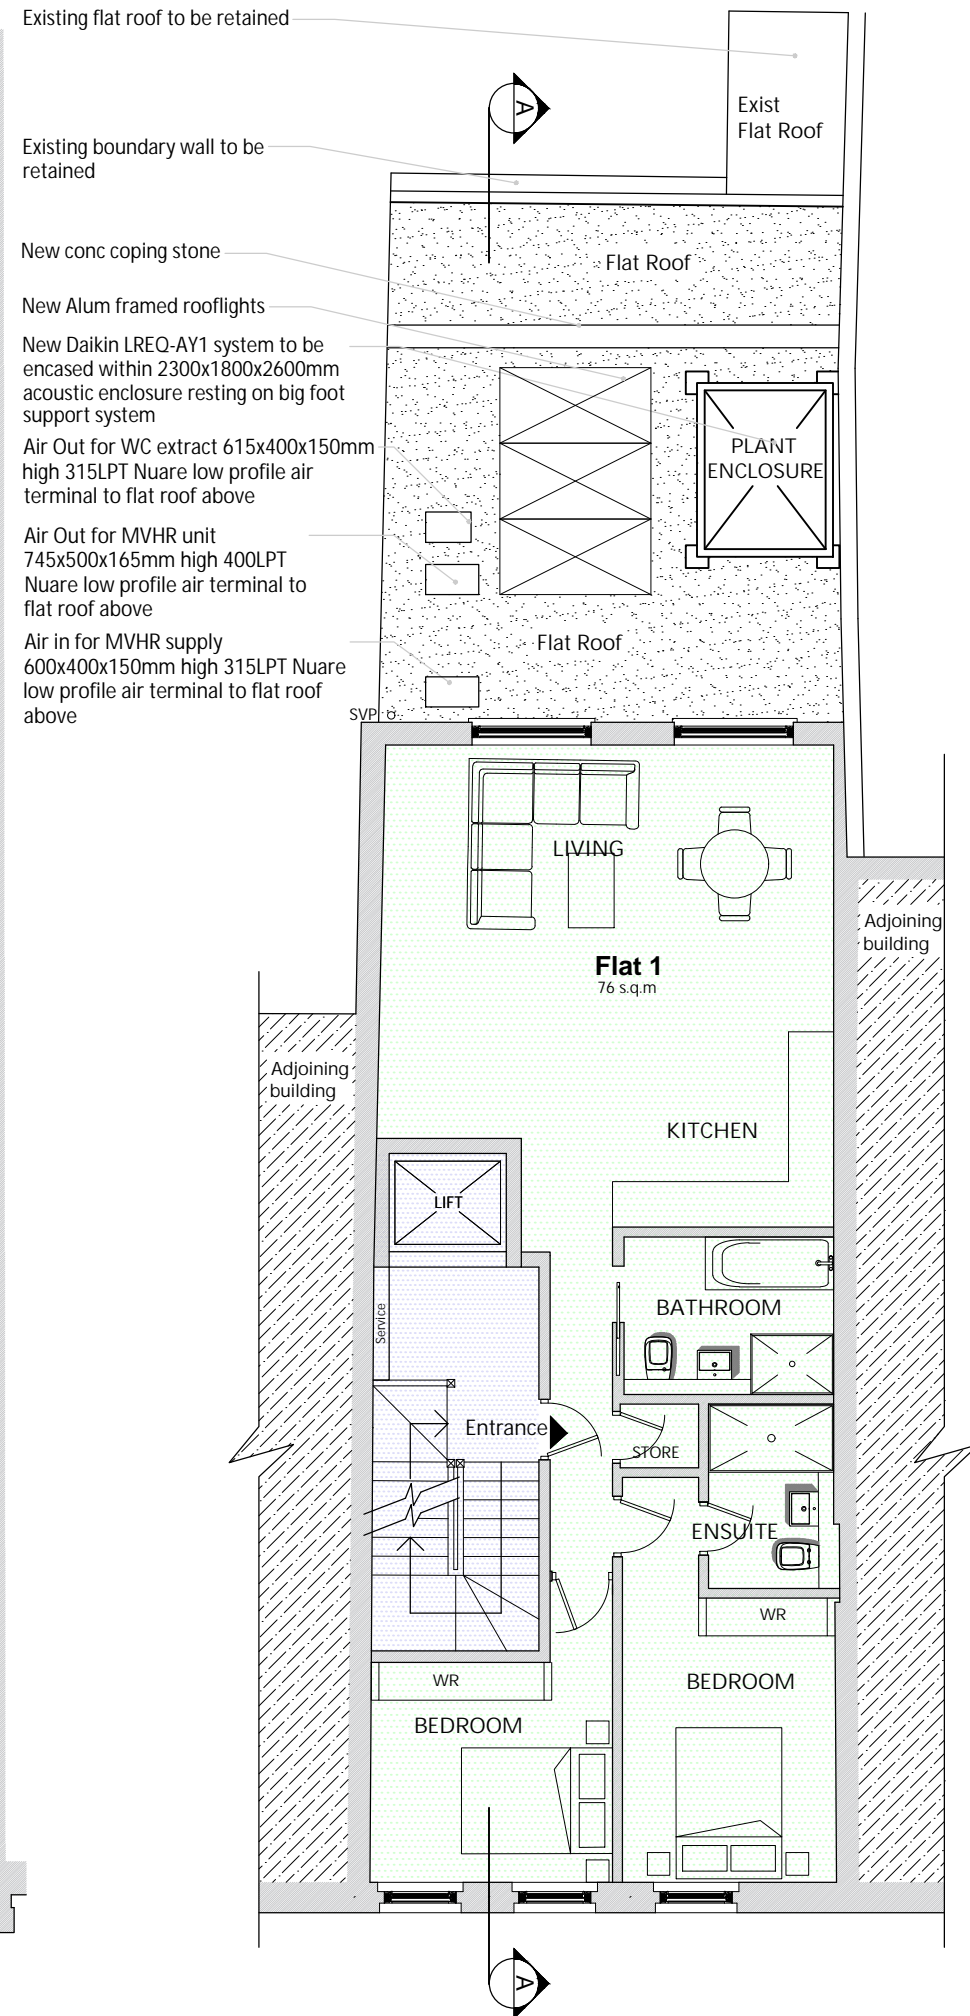 Existing flat roof to be retained
A
Exist
Flat Roof
Existing boundary wall to be
retained
New conc coping stone
Flat Roof
New Alum framed rooflights
New Daikin LREQ-AY1 system to be
encased within 2300x1800x2600mm
acoustic enclosure resting on big foot
support system
PLANT
ENCLOSURE
Air Out for WC extract 615x400x150mm
high 315LPT Nuare low profile air
terminal to flat roof above
Air Out for MVHR unit
745x500x165mm high 400LPT
Nuare low profile air terminal to
flat roof above
Flat Roof
Air in for MVHR supply
600x400x150mm high 315LPT Nuare
low profile air terminal to flat roof
above
SVP
LIVING
Adjoining
building
Flat 1
76 s.q.m
Adjoining
building
KITCHEN
LIFT
BATHROOM
Service
Entrance
STORE
ENSUITE
WR
WR
BEDROOM
BEDROOM
A